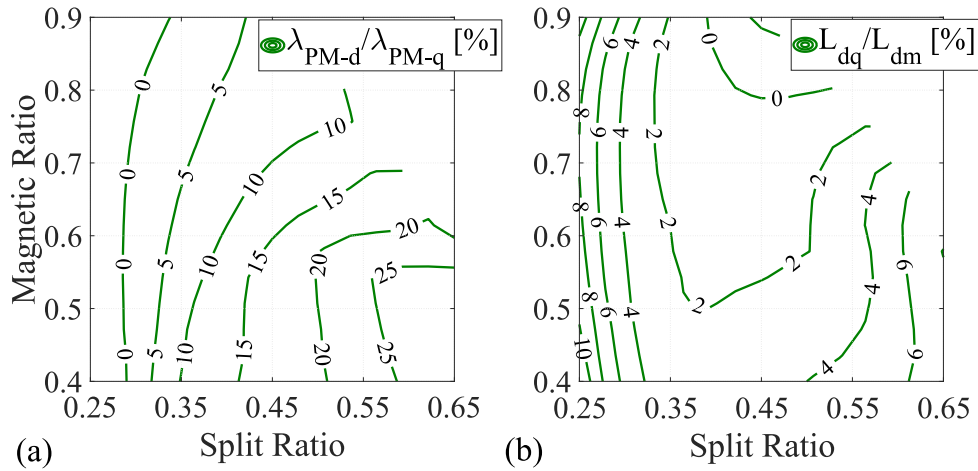 λPM-d/λPM-q [%]
0.9
0.8
0.7
0.6
0.5
0.4
Magnetic Ratio
0 0 0 0
5 5 5 5
10 10 10 10
15 15 15
20 20 20
25 25
0.25 0.35 0.45 0.55 0.65
(a) Split Ratio
Ldq/Ldm [%]
0.9
0.8
0.7
0.6
0.5
0.4
8 8 8
10
6 6 6
4 4 4
2 2 2 2 2 2
0 0
4 4 4
6 6
0.25 0.35 0.45 0.55 0.65
(b) Split Ratio